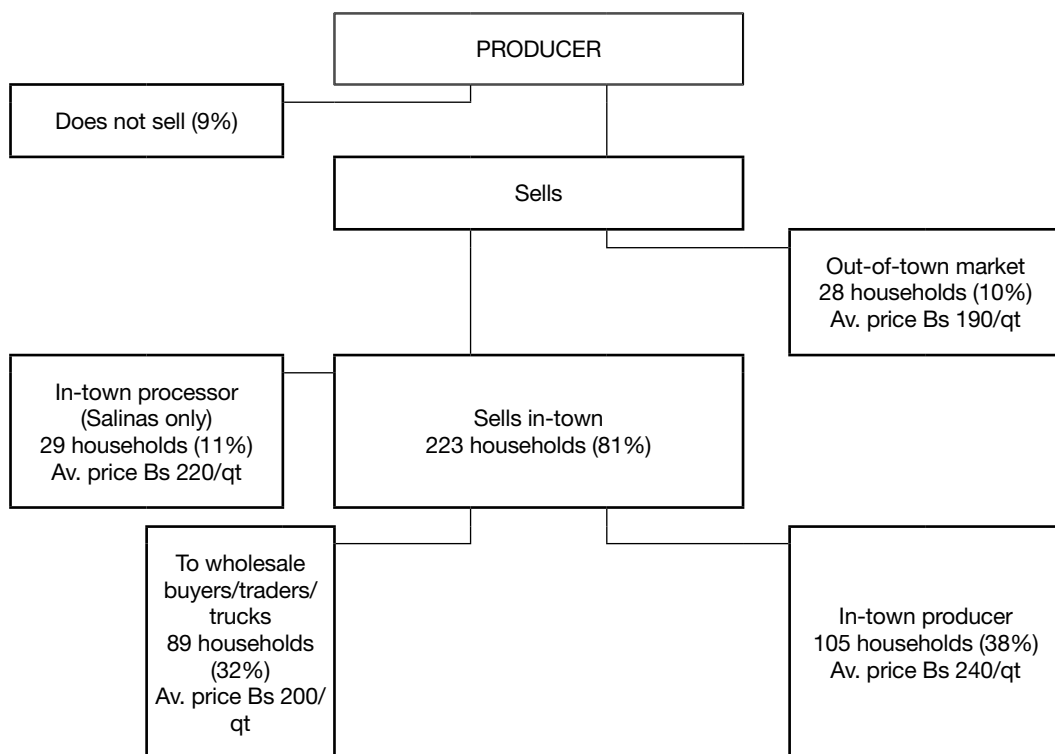 PRODUCER
Does not sell (9%)
Sells
Out-of-town market
28 households (10%)
Av. price Bs 190/qt
In-town processor
(Salinas only)
29 households (11%)
Av. price Bs 220/qt
Sells in-town
223 households (81%)
To wholesale
buyers/traders/
trucks
89 households
(32%)
Av. price Bs 200/
qt
In-town producer
105 households (38%)
Av. price Bs 240/qt